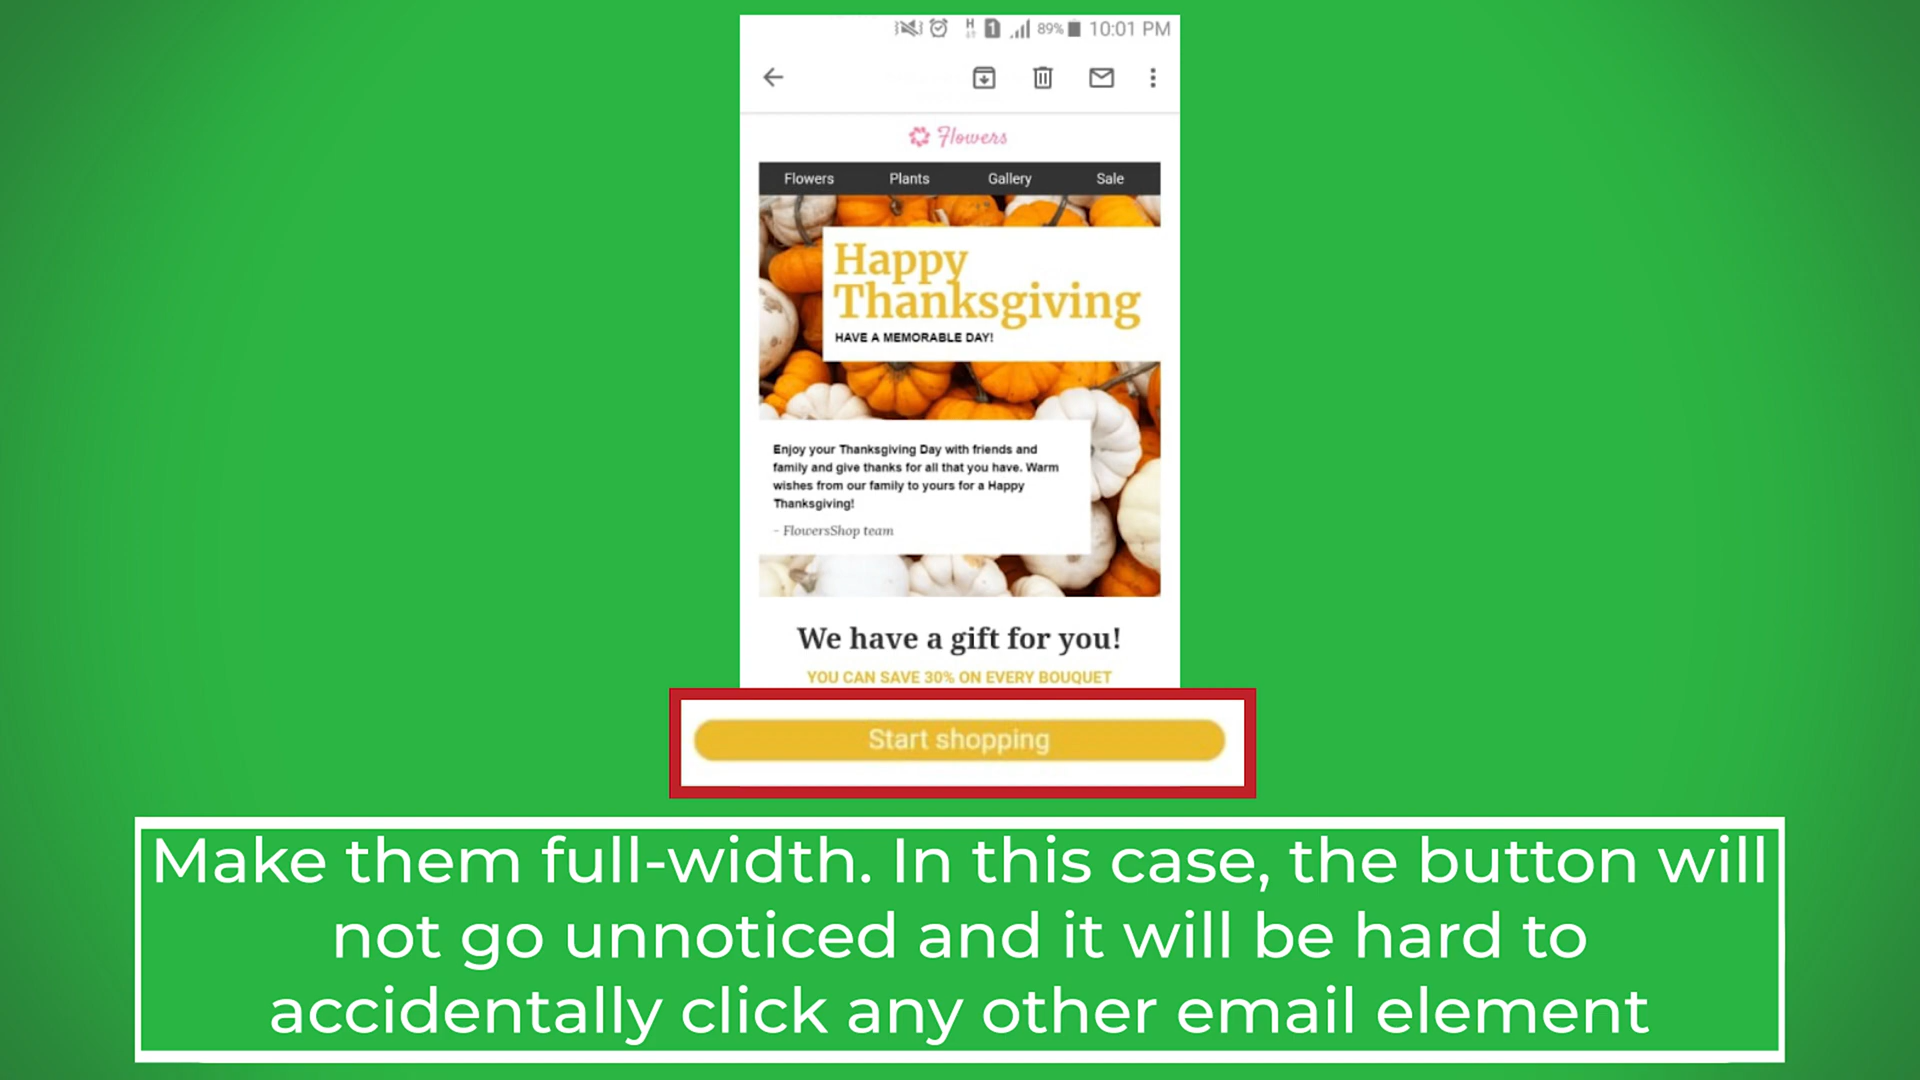 H 1 89% 10:01 PM
Flowers
Flowers Plants Gallery Sale
Happy
Thanksgiving
HAVE A MEMORABLE DAY!
Enjoy your Thanksgiving Day with friends and
family and give thanks for all that you have. Warm
wishes from our family to yours for a Happy
Thanksgiving!
- FlowersShop team
We have a gift for you!
YOU CAN SAVE 30% ON EVERY BOUQUET
Start shopping
Make them full-width. In this case, the button will
not go unnoticed and it will be hard to
accidentally click any other email element